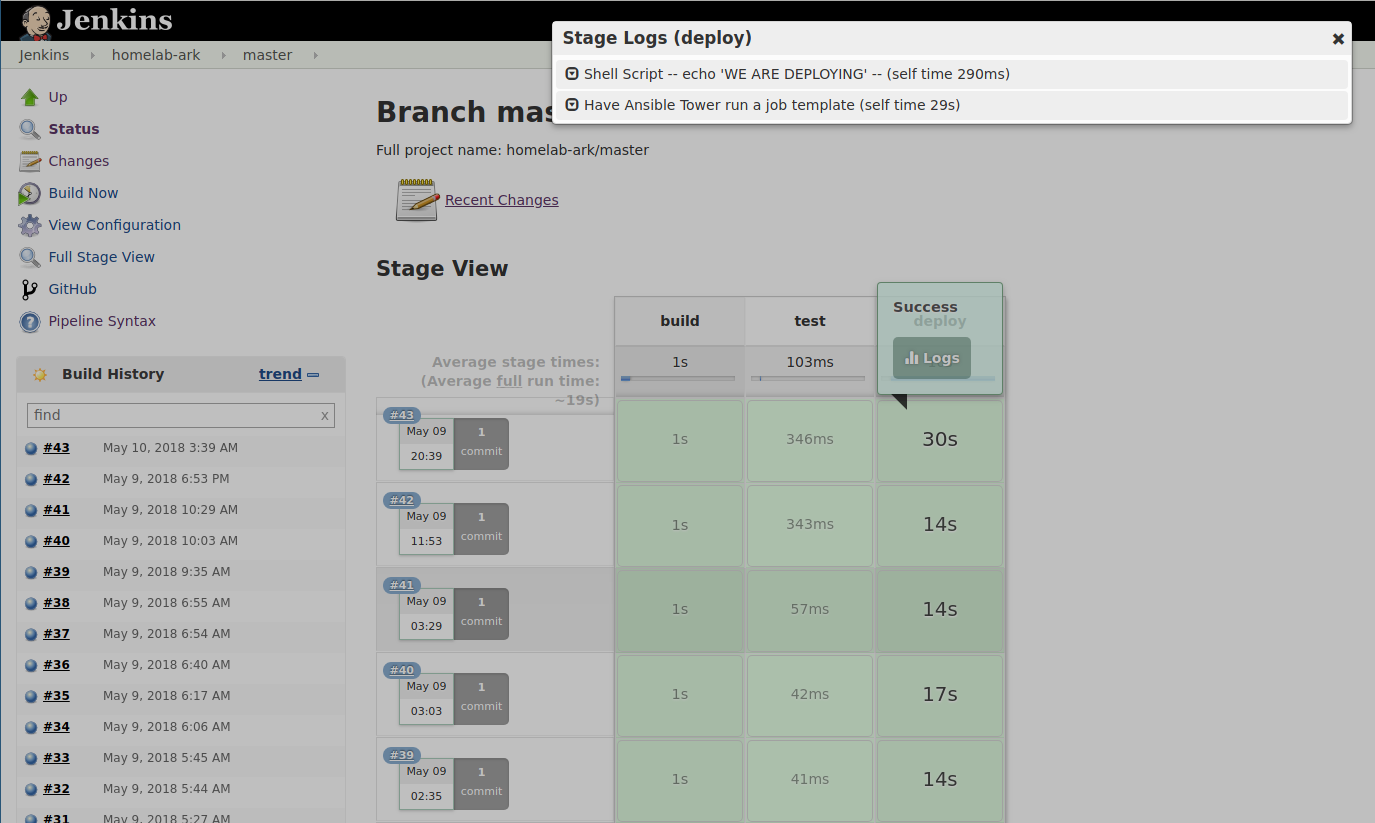 Jenkins
Stage Logs (deploy)
Shell Script -- echo 'WE ARE DEPLOYING' -- (self time 290ms)
Have Ansible Tower run a job template (self time 29s)
Jenkins homelab-ark master
Up
Status
Changes
Build Now
View Configuration
Full Stage View
GitHub
Pipeline Syntax
Build History trend
find x
#43 May 10, 2018 3:39 AM
#42 May 9, 2018 6:53 PM
#41 May 9, 2018 10:29 AM
#40 May 9, 2018 10:03 AM
#39 May 9, 2018 9:35 AM
#38 May 9, 2018 6:55 AM
#37 May 9, 2018 6:54 AM
#36 May 9, 2018 6:40 AM
#35 May 9, 2018 6:17 AM
#34 May 9, 2018 6:06 AM
#33 May 9, 2018 5:45 AM
#32 May 9, 2018 5:44 AM
#31 May 9, 2018 5:27 AM
Branch mas
Full project name: homelab-ark/master
Recent Changes
Stage View
build test deploy
Success
Logs
Average stage times:
(Average full run time:
~19s)
1s 103ms
#43
May 09
20:39
1
commit
1s 346ms 30s
#42
May 09
11:53
1
commit
1s 343ms 14s
#41
May 09
03:29
1
commit
1s 57ms 14s
#40
May 09
03:03
1
commit
1s 42ms 17s
#39
May 09
02:35
1
commit
1s 41ms 14s